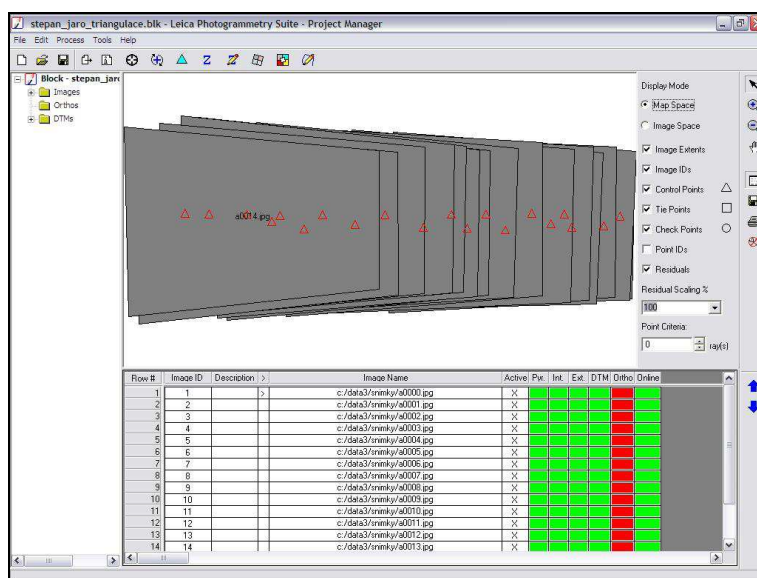 stepan_jaro_triangulace.blk - Leica Photogrammetry Suite - Project Manager
File Edit Process Tools Help
Block - stepan_jaro
Images
Orthos
DTMs
a0014.jpg
Display Mode
Map Space
Image Space
Image Extents
Image IDs
Control Points
Tie Points
Check Points
Point IDs
Residuals
Residual Scaling %
100
Point Criteria:
0 ray(s)
Row # Image ID Description > Image Name Active Pyr. Int. Ext. DTM Ortho Online
1 1 > c:/data3/snimky/a0000.jpg X
2 2 c:/data3/snimky/a0001.jpg X
3 3 c:/data3/snimky/a0002.jpg X
4 4 c:/data3/snimky/a0003.jpg X
5 5 c:/data3/snimky/a0004.jpg X
6 6 c:/data3/snimky/a0005.jpg X
7 7 c:/data3/snimky/a0006.jpg X
8 8 c:/data3/snimky/a0007.jpg X
9 9 c:/data3/snimky/a0008.jpg X
10 10 c:/data3/snimky/a0009.jpg X
11 11 c:/data3/snimky/a0010.jpg X
12 12 c:/data3/snimky/a0011.jpg X
13 13 c:/data3/snimky/a0012.jpg X
14 14 c:/data3/snimky/a0013.jpg X